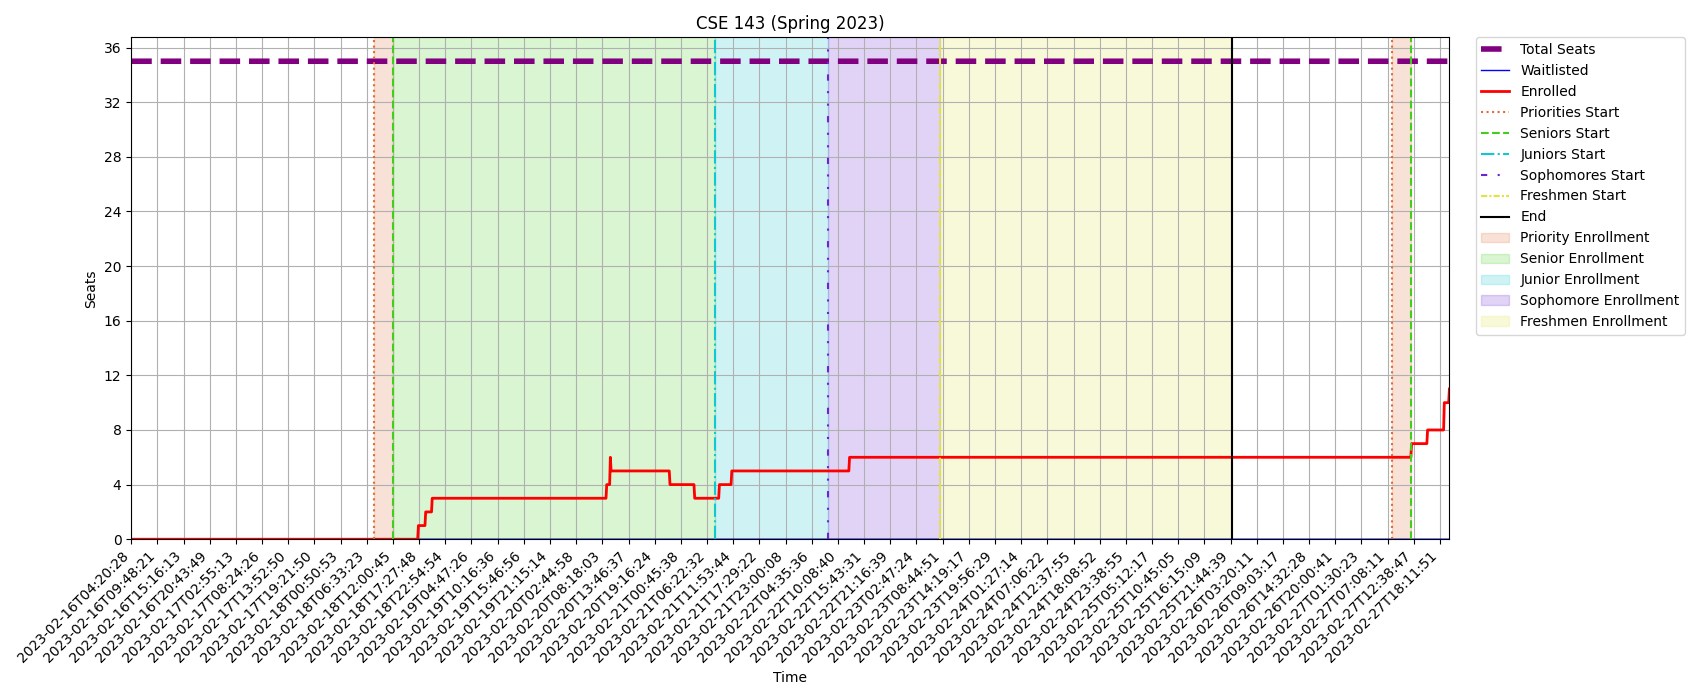 CSE 143 (Spring 2023)
36
32
28
24
20
16
12
8
4
0
Seats
2023-02-16T04:20:28
2023-02-16T09:48:21
2023-02-16T15:16:13
2023-02-16T20:43:49
2023-02-17T02:55:13
2023-02-17T08:24:26
2023-02-17T13:52:50
2023-02-17T19:21:50
2023-02-18T00:50:53
2023-02-18T06:33:23
2023-02-18T12:00:45
2023-02-18T17:27:48
2023-02-18T22:54:54
2023-02-19T04:47:26
2023-02-19T10:16:36
2023-02-19T15:46:56
2023-02-19T21:15:14
2023-02-20T02:44:58
2023-02-20T08:18:03
2023-02-20T13:46:37
2023-02-20T19:16:24
2023-02-21T00:45:38
2023-02-21T06:22:32
2023-02-21T11:53:44
2023-02-21T17:29:22
2023-02-21T23:00:08
2023-02-22T04:35:36
2023-02-22T10:08:40
2023-02-22T15:43:31
2023-02-22T21:16:39
2023-02-23T02:47:24
2023-02-23T08:44:51
2023-02-23T14:19:17
2023-02-23T19:56:29
2023-02-24T01:27:14
2023-02-24T07:06:22
2023-02-24T12:37:55
2023-02-24T18:08:52
2023-02-24T23:38:55
2023-02-25T05:12:17
2023-02-25T10:45:05
2023-02-25T16:15:09
2023-02-25T21:44:39
2023-02-26T03:20:11
2023-02-26T09:03:17
2023-02-26T14:32:28
2023-02-26T20:00:41
2023-02-27T01:30:23
2023-02-27T07:08:11
2023-02-27T12:38:47
2023-02-27T18:11:51
Time
Total Seats
Waitlisted
Enrolled
Priorities Start
Seniors Start
Juniors Start
Sophomores Start
Freshmen Start
End
Priority Enrollment
Senior Enrollment
Junior Enrollment
Sophomore Enrollment
Freshmen Enrollment